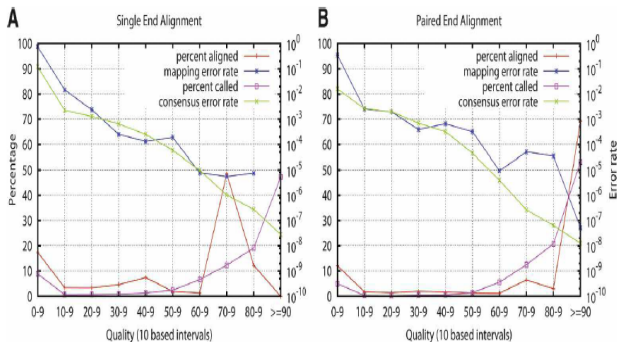 A
Single End Alignment
percent aligned
mapping error rate
percent called
consensus error rate
Percentage
100
90
80
70
60
50
40
30
20
10
0
10^0
10^-1
10^-2
10^-3
10^-4
10^-5
10^-6
10^-7
10^-8
10^-9
10^-10
0-9 10-9 20-9 30-9 40-9 50-9 60-9 70-9 80-9 >=90
Quality (10 based intervals)
B
Paired End Alignment
percent aligned
mapping error rate
percent called
consensus error rate
100
90
80
70
60
50
40
30
20
10
0
10^0
10^-1
10^-2
10^-3
10^-4
10^-5
10^-6
10^-7
10^-8
10^-9
10^-10
Error rate
0-9 10-9 20-9 30-9 40-9 50-9 60-9 70-9 80-9 >=90
Quality (10 based intervals)